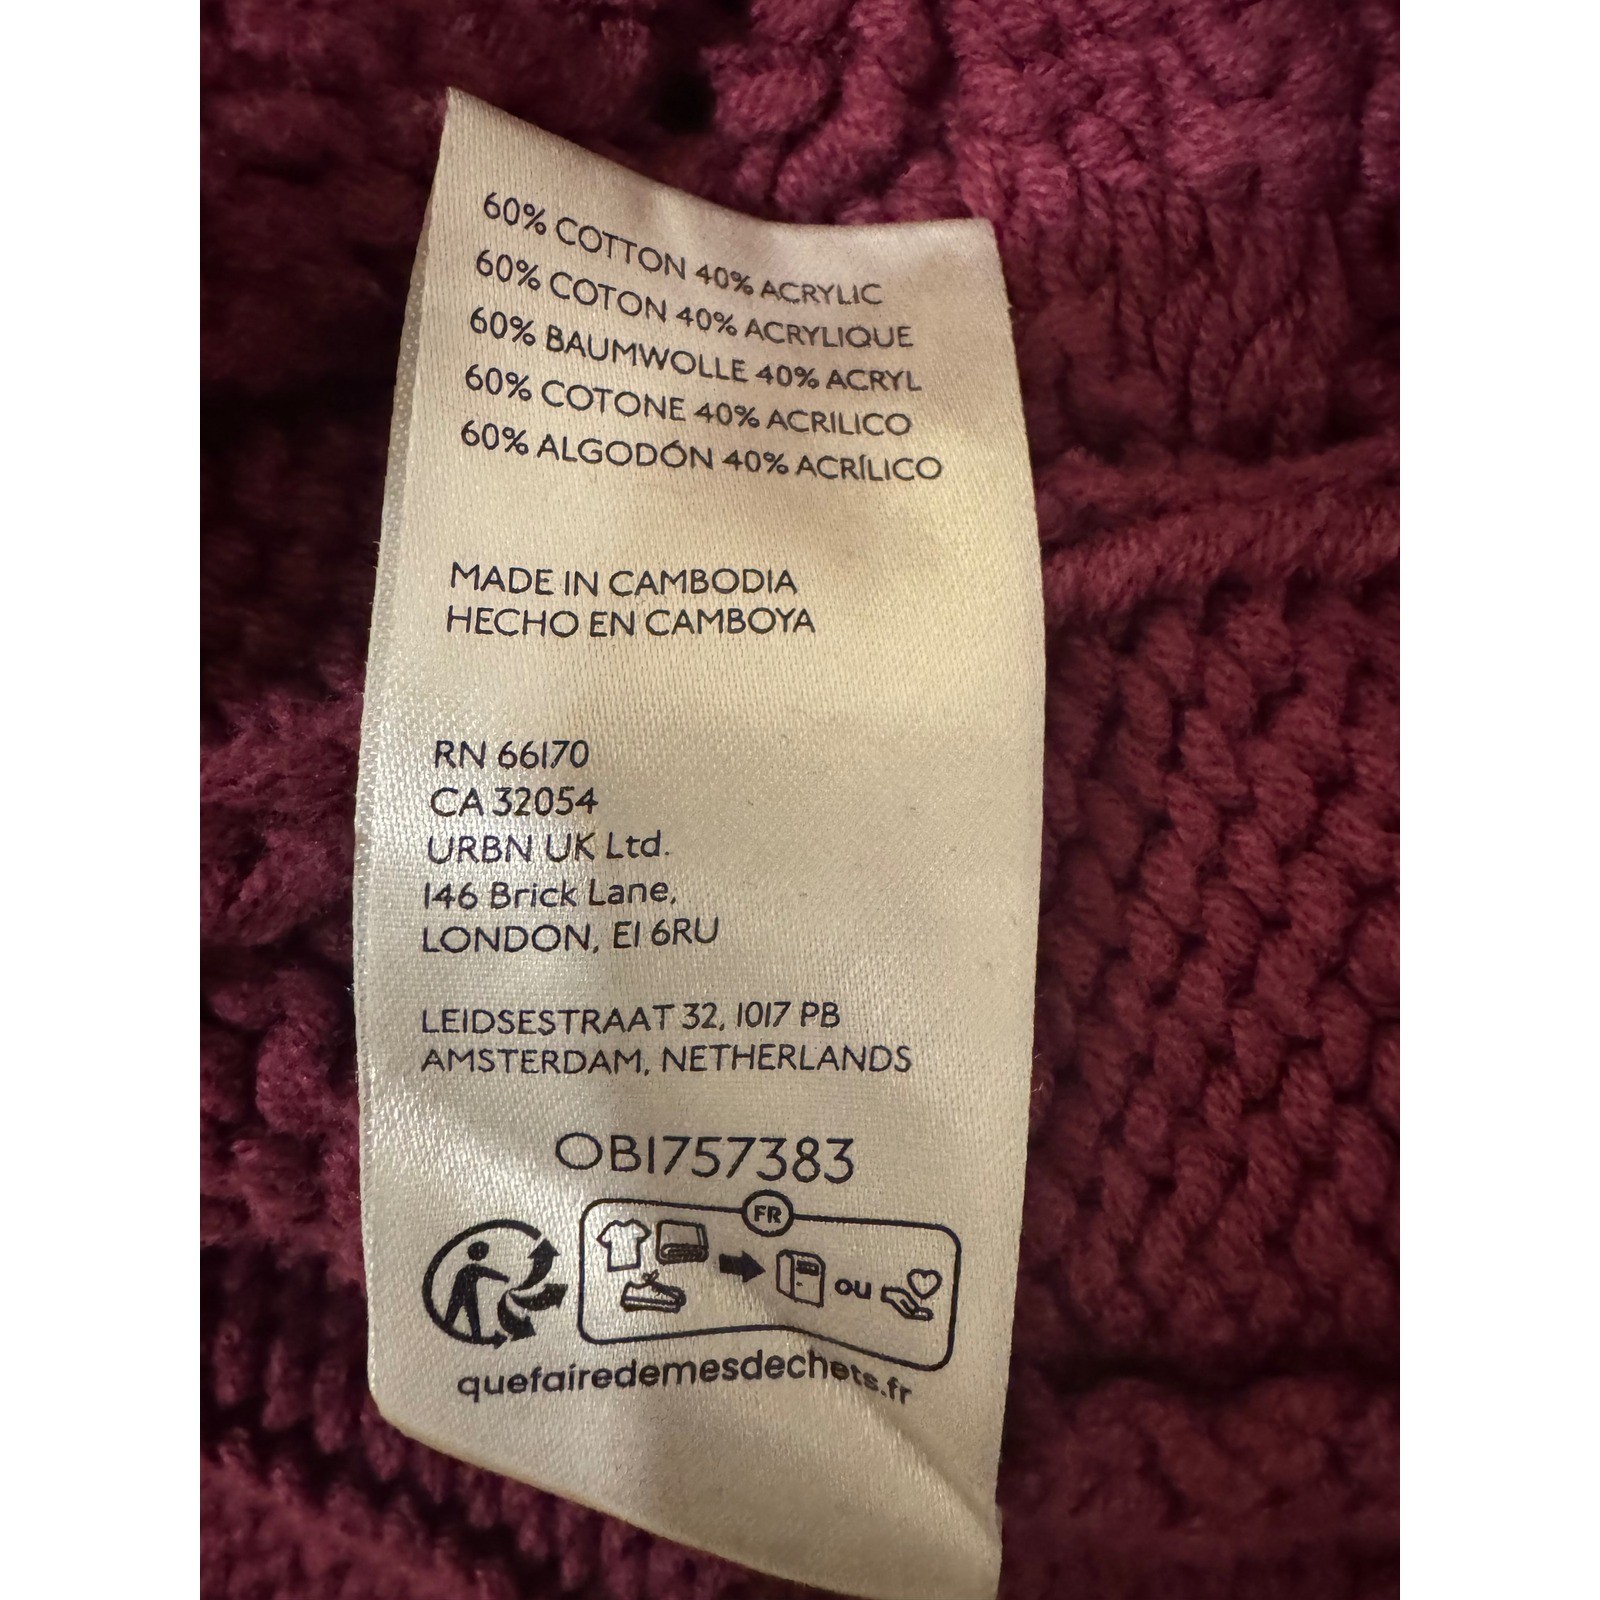 60% COTTON 40% ACRYLIC
60% COTON 40% ACRYLIQUE
60% BAUMWOLLE 40% ACRYL
60% COTONE 40% ACRILICO
60% ALGODÓN 40% ACRÍLICO
MADE IN CAMBODIA
HECHO EN CAMBOYA
RN 66170
CA 32054
URBN UK Ltd.
146 Brick Lane,
LONDON, E1 6RU
LEIDSESTRAAT 32, 1017 PB
AMSTERDAM, NETHERLANDS
OB1757383
FR
ou
quefairedemesdechets.fr